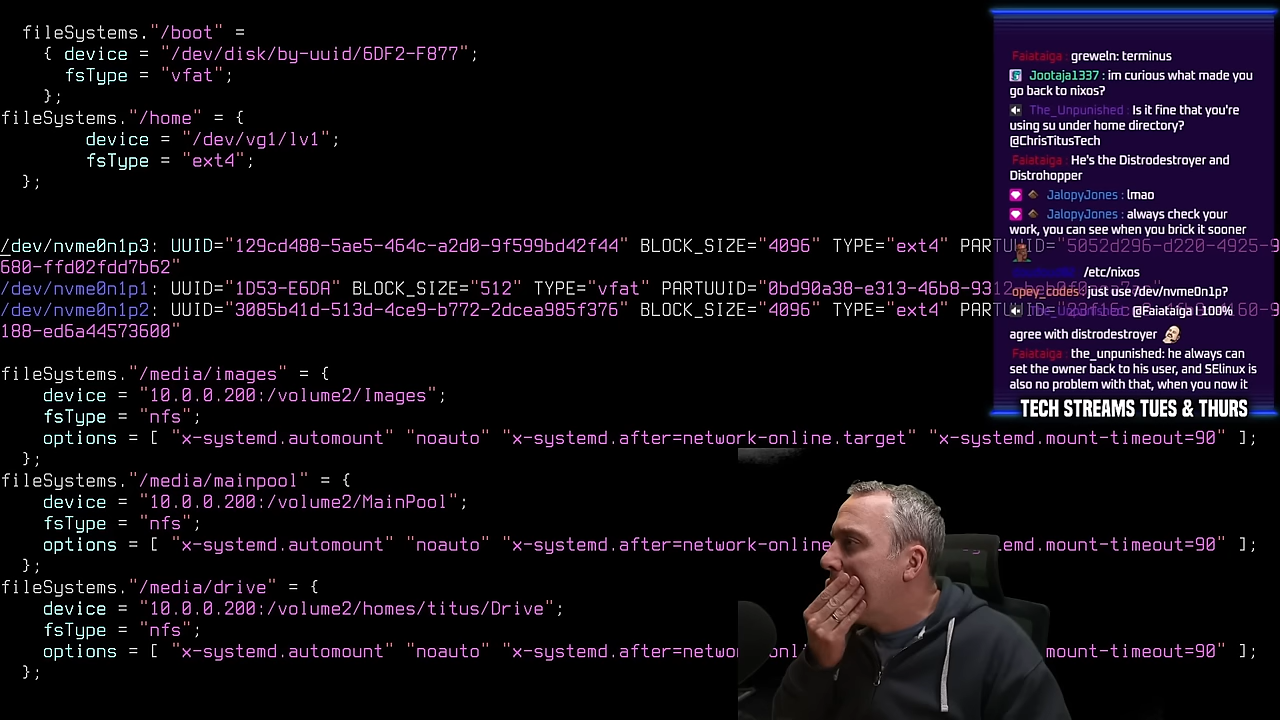 fileSystems."/boot" =
{ device = "/dev/disk/by-uuid/6DF2-F877";
fsType = "vfat";
};
fileSystems."/home" = {
device = "/dev/vg1/lv1";
fsType = "ext4";
};
/dev/nvme0n1p3: UUID="129cd488-5ae5-464c-a2d0-9f599bd42f44" BLOCK_SIZE="4096" TYPE="ext4" PARTUUID="5052d296-d220-4925-9
680-ffd02fdd7b62"
/dev/nvme0n1p1: UUID="1D53-E6DA" BLOCK_SIZE="512" TYPE="vfat" PARTUUID="0bd90a38-e313-46b8-9312-
/dev/nvme0n1p2: UUID="3085b41d-513d-4ce9-b772-2dcea985f376" BLOCK_SIZE="4096" TYPE="ext4"
188-ed6a44573600"
fileSystems."/media/images" = {
device = "10.0.0.200:/volume2/Images";
fsType = "nfs";
options = [ "x-systemd.automount" "noauto" "x-systemd.after=network-online.target" "x-systemd.mount-timeout=90" ];
};
fileSystems."/media/mainpool" = {
device = "10.0.0.200:/volume2/MainPool";
fsType = "nfs";
options = [ "x-systemd.automount" "noauto" "x-systemd.after=network-online emd.mount-timeout=90" ];
};
fileSystems."/media/drive" = {
device = "10.0.0.200:/volume2/homes/titus/Drive";
fsType = "nfs";
options = [ "x-systemd.automount" "noauto" "x-systemd.after=netwo onli mount-timeout=90" ];
};
Faiataiga : greweln: terminus
Jootaja1337 : im curious what made you
go back to nixos?
The_Unpunished : Is it fine that you're
using su under home directory?
@ChrisTitusTech
Faiataiga : He's the Distrodestroyer and
Distrohopper
JalopyJones : lmao
JalopyJones : always check your
work, you can see when you brick it sooner
/etc/nixos
opey_codes : just use /dev/nvme0n1p?
The_Unpunished : @Faiataiga I 100%
agree with distrodestroyer
Faiataiga : the_unpunished: he always can
set the owner back to his user, and SElinux is
also no problem with that, when you now it
TECH STREAMS TUES & THURS